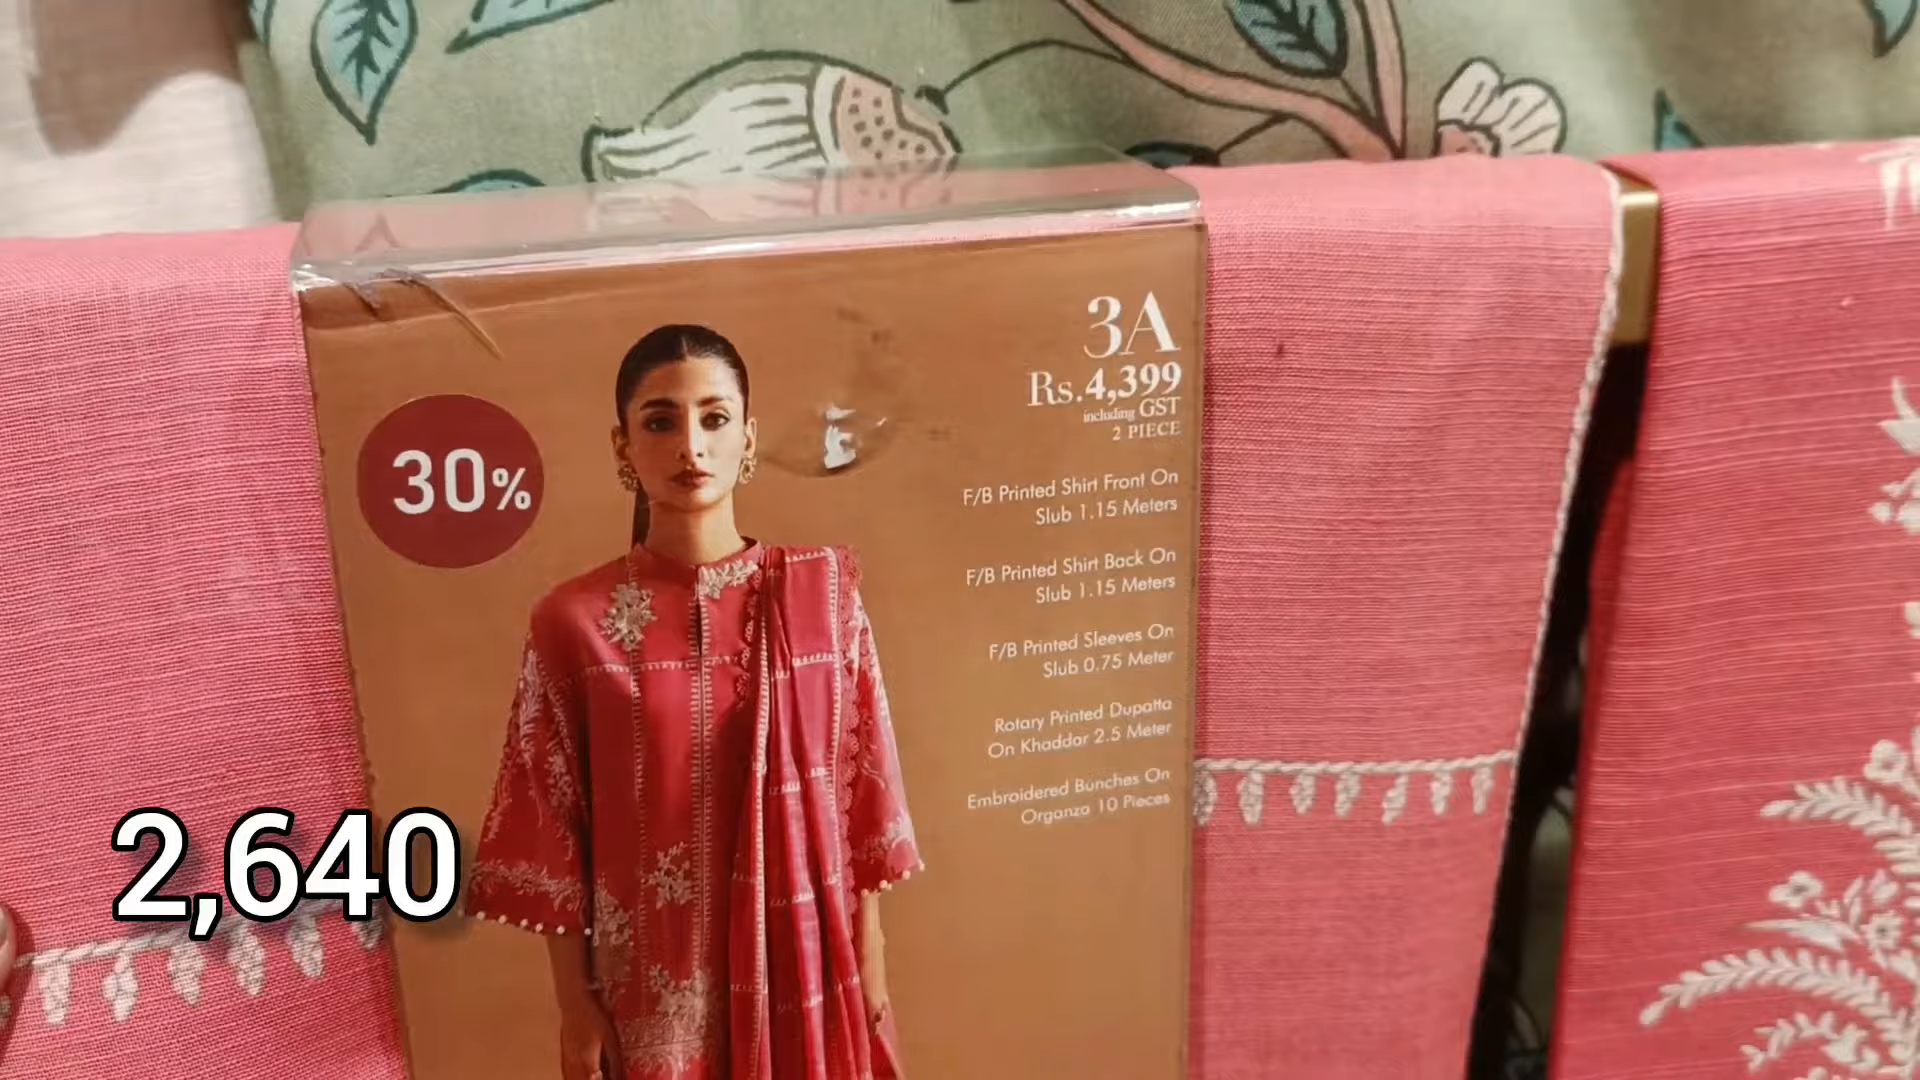 3A
Rs.4,399
including GST
2 PIECE
30%
F/B Printed Shirt Front On
Slub 1.15 Meters
F/B Printed Shirt Back On
Slub 1.15 Meters
F/B Printed Sleeves On
Slub 0.75 Meter
Rotary Printed Dupatta
On Khaddar 2.5 Meter
Embroidered Bunches On
Organza 10 Pieces
2,640